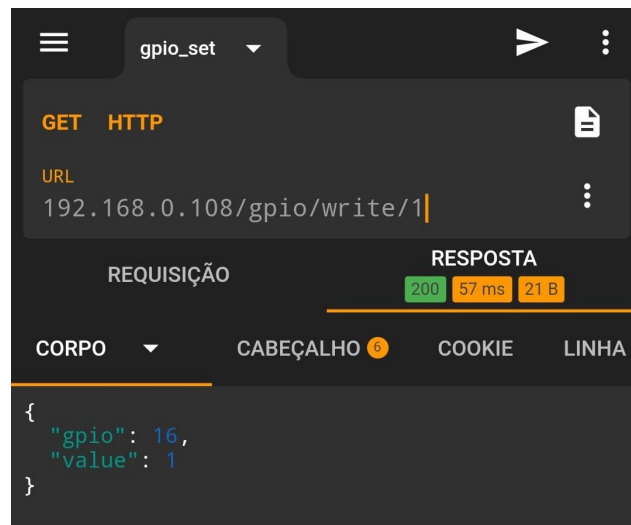 gpio_set
GET HTTP
URL
192.168.0.108/gpio/write/1
REQUISIÇÃO
RESPOSTA
200 57 ms 21 B
CORPO CABEÇALHO 6 COOKIE LINHA
{
"gpio": 16,
"value": 1
}